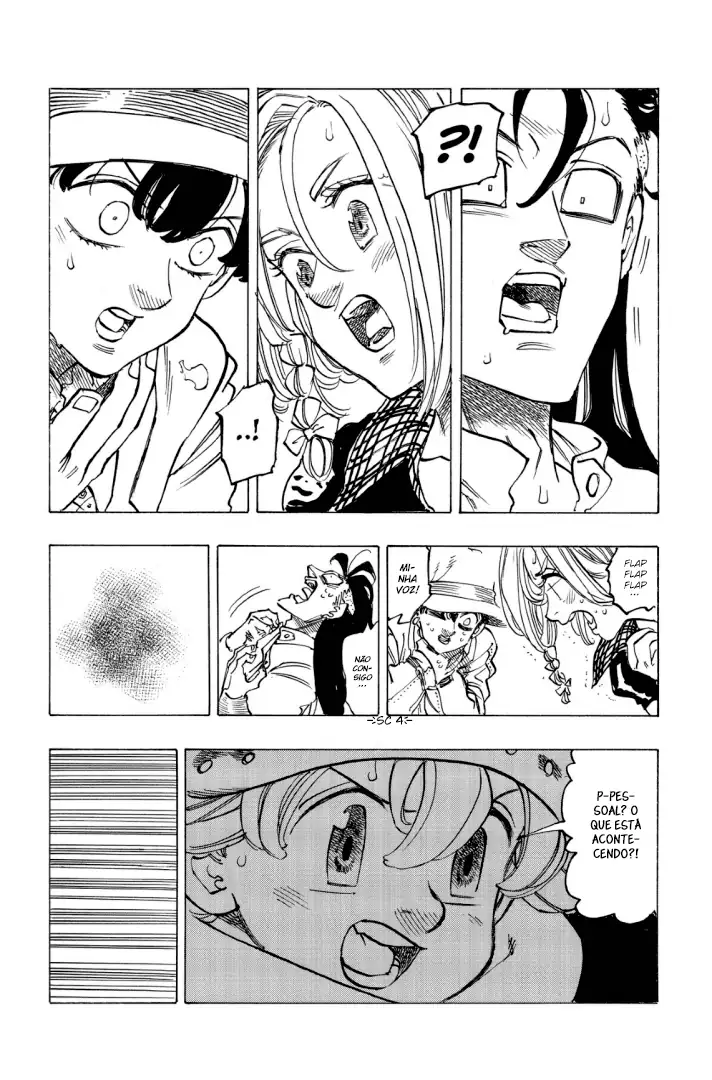 ?!
..!
MI-
NHA
VOZ!
FLAP
FLAP
FLAP
...
NÃO
CON-
SIGO
...
SC 4
P-PES-
SOAL? O
QUE ESTÁ
ACONTE-
CENDO?!